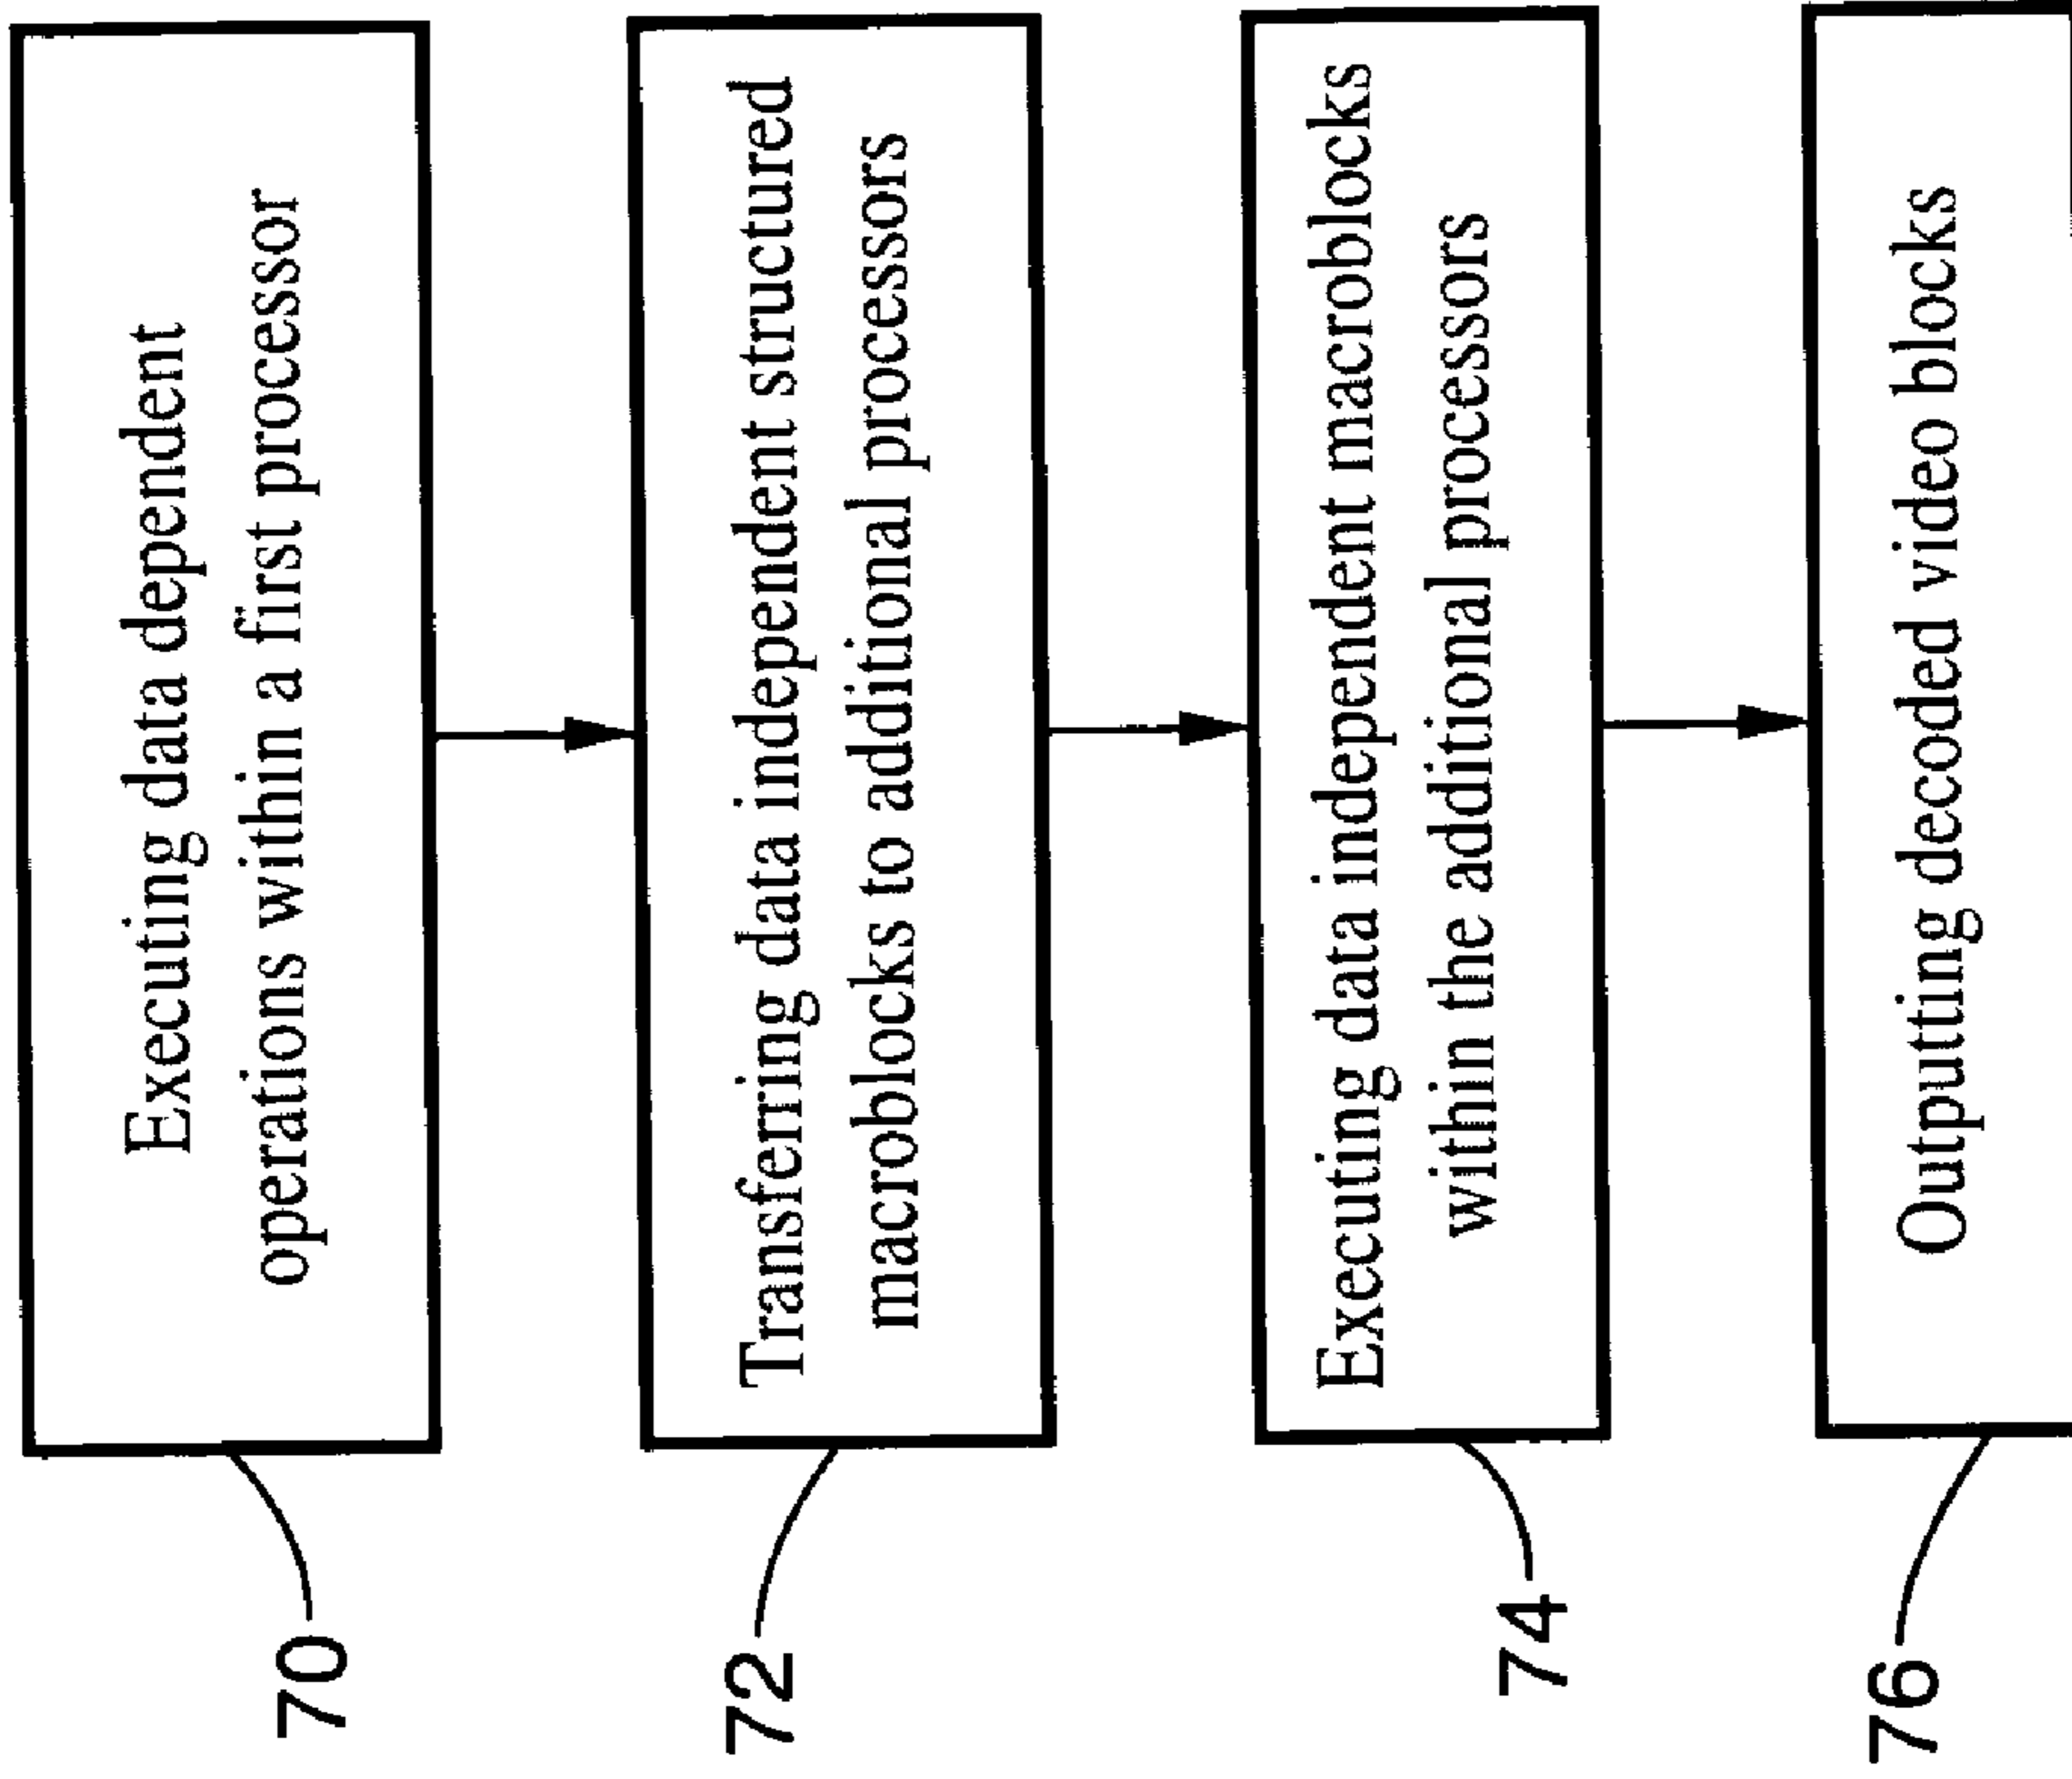 70
Executing data dependent
operations within a first processor
72
Transferring data independent structured
macroblocks to additional processors
74
Executing data independent macroblocks
within the additional processors
76
Outputing decoded video blocks